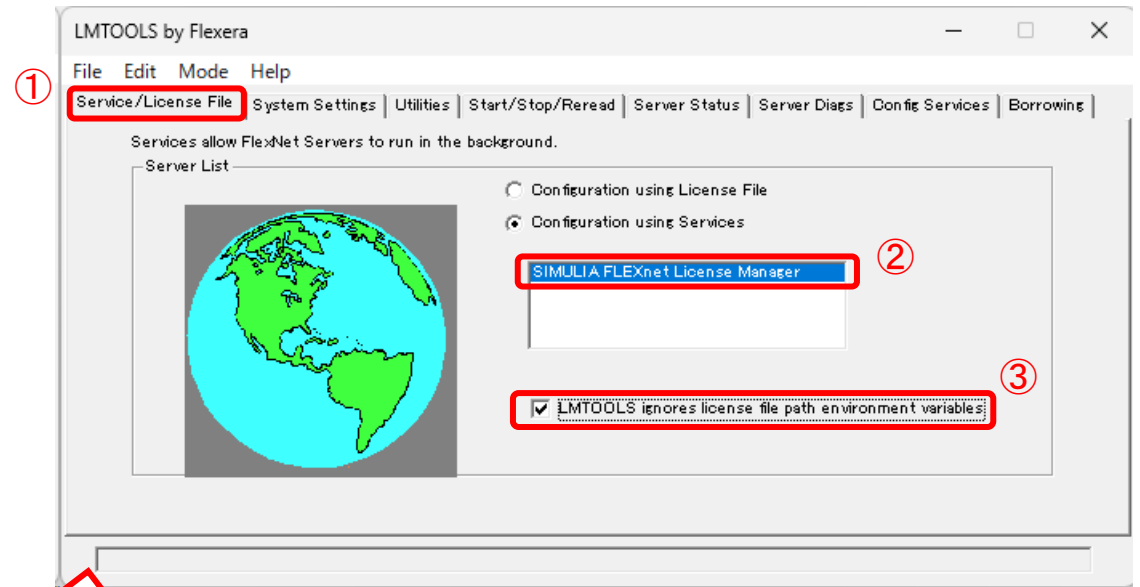 LMTOOLS by Flexera
File Edit Mode Help
①
Service/License File System Settings Utilities Start/Stop/Reread Server Status Server Diags Config Services Borrowing
Services allow FlexNet Servers to run in the background.
Server List
Configuration using License File
Configuration using Services
②
SIMULIA FLEXnet License Manager
③
LMTOOLS ignores license file path environment variables